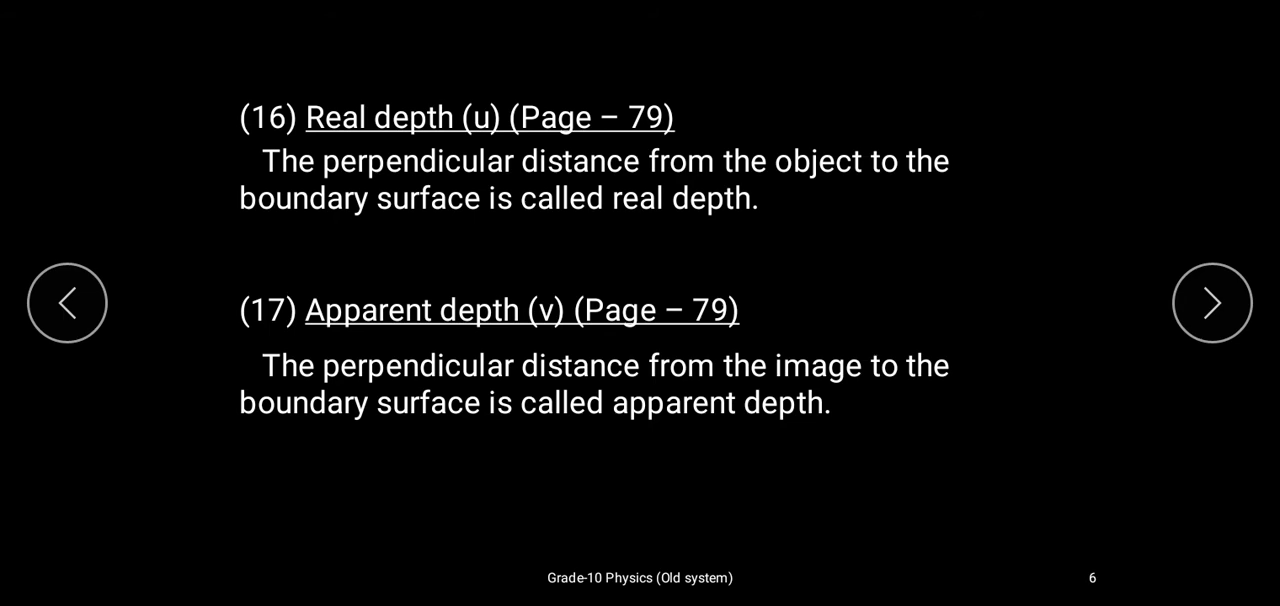 (16) Real depth (u) (Page – 79)
The perpendicular distance from the object to the
boundary surface is called real depth.
(17) Apparent depth (v) (Page – 79)
The perpendicular distance from the image to the
boundary surface is called apparent depth.
Grade-10 Physics (Old system)
6